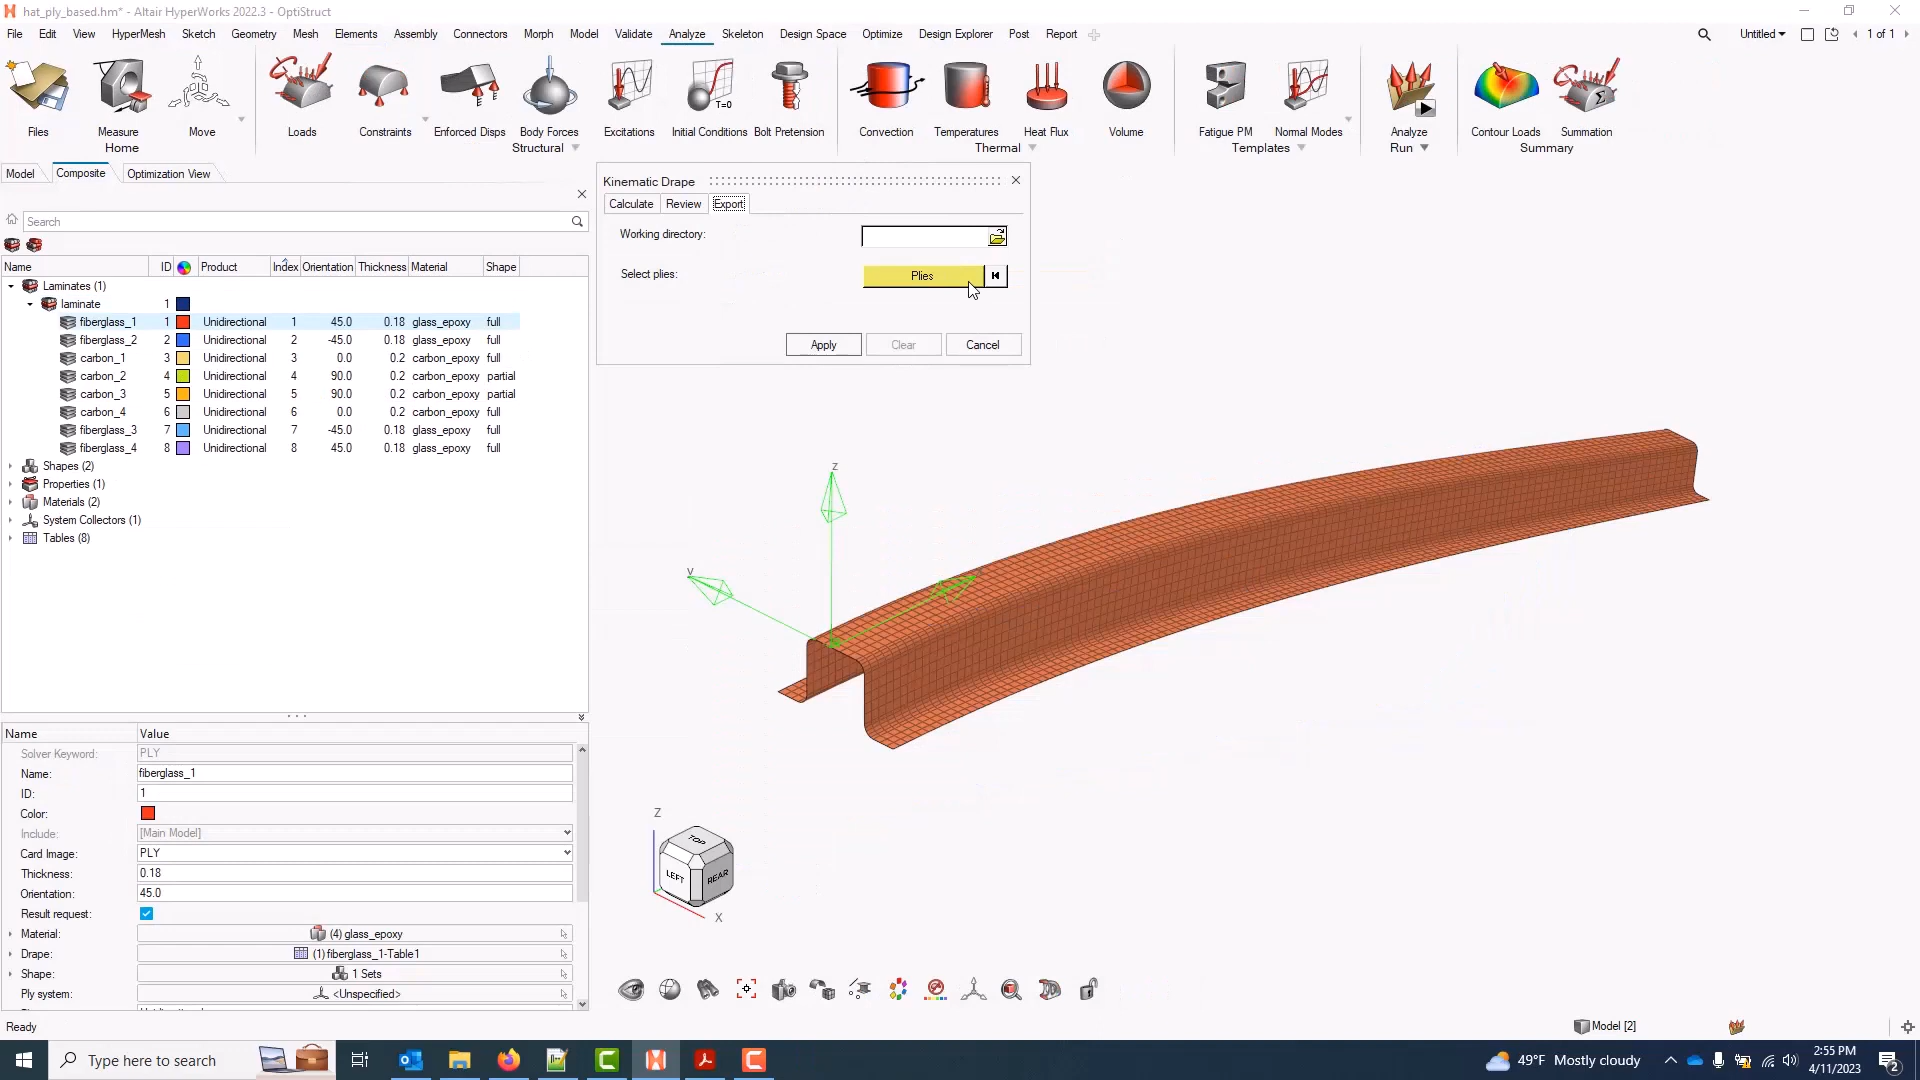 hat_ply_based.hm* - Altair HyperWorks 2022.3 - OptiStruct
File Edit View HyperMesh Sketch Geometry Mesh Elements Assembly Connectors Morph Model Validate Analyze Skeleton Design Space Optimize Design Explorer Post Report Untitled 1 of 1
T=0
Files Measure Move Loads Constraints Enforced Disps Body Forces Excitations Initial Conditions Bolt Pretension Convection Temperatures Heat Flux Volume Fatigue PM Normal Modes Analyze Contour Loads Summation
Home Structural Thermal Templates Run Summary
Model Composite Optimization View
Search
Name ID Product Index Orientation Thickness Material Shape
Laminates (1)
laminate 1
fiberglass_1 1 Unidirectional 1 45.0 0.18 glass_epoxy full
fiberglass_2 2 Unidirectional 2 -45.0 0.18 glass_epoxy full
carbon_1 3 Unidirectional 3 0.0 0.2 carbon_epoxy full
carbon_2 4 Unidirectional 4 90.0 0.2 carbon_epoxy partial
carbon_3 5 Unidirectional 5 90.0 0.2 carbon_epoxy partial
carbon_4 6 Unidirectional 6 0.0 0.2 carbon_epoxy full
fiberglass_3 7 Unidirectional 7 -45.0 0.18 glass_epoxy full
fiberglass_4 8 Unidirectional 8 45.0 0.18 glass_epoxy full
Shapes (2)
Properties (1)
Materials (2)
System Collectors (1)
Tables (8)
Kinematic Drape
Calculate Review Export
Working directory:
Select plies: Plies
Apply Clear Cancel
Z
Y
Name Value
Solver Keyword: PLY
Name: fiberglass_1
ID: 1
Color:
Include: [Main Model]
Card Image: PLY
Thickness: 0.18
Orientation: 45.0
Result request:
Material: (4) glass_epoxy
Drape: (1) fiberglass_1-Table1
Shape: 1 Sets
Ply system: <Unspecified>
Z
TOP
LEFT REAR
X
Ready
Model [2]
Type here to search
49°F Mostly cloudy
2:55 PM
4/11/2023
2